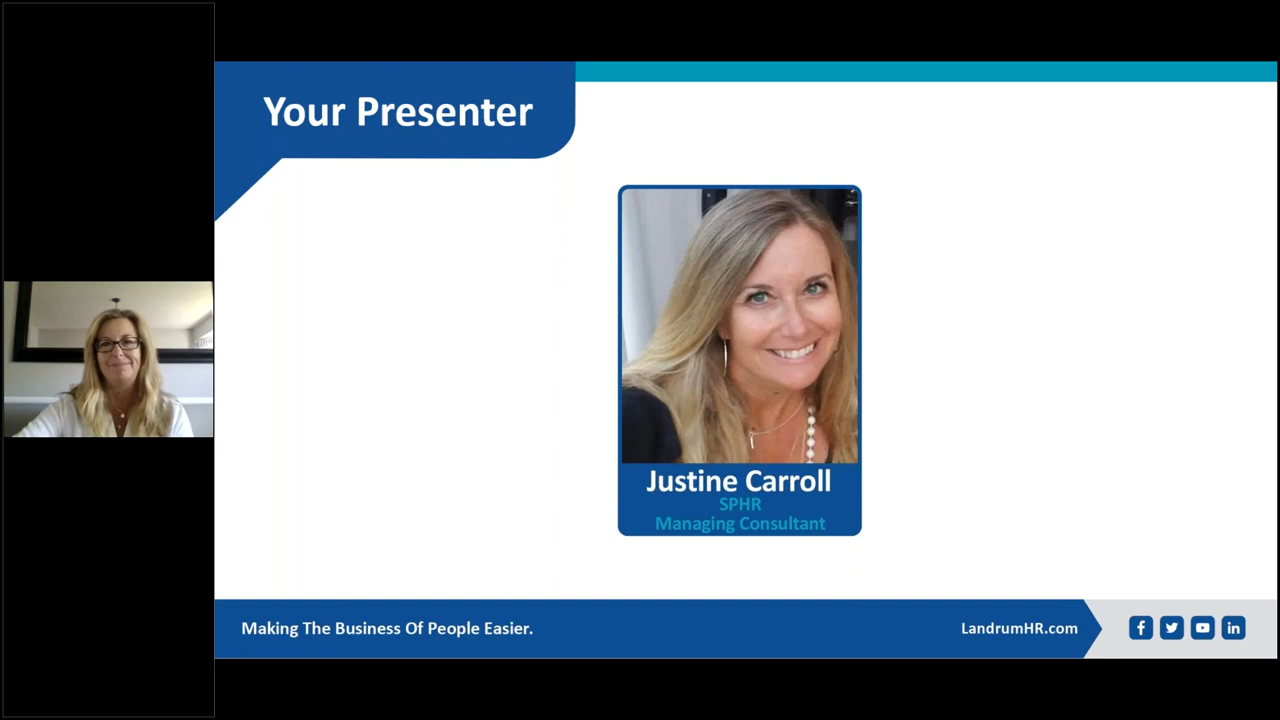 Your Presenter
Justine Carroll
SPHR
Managing Consultant
Making The Business Of People Easier.
LandrumHR.com